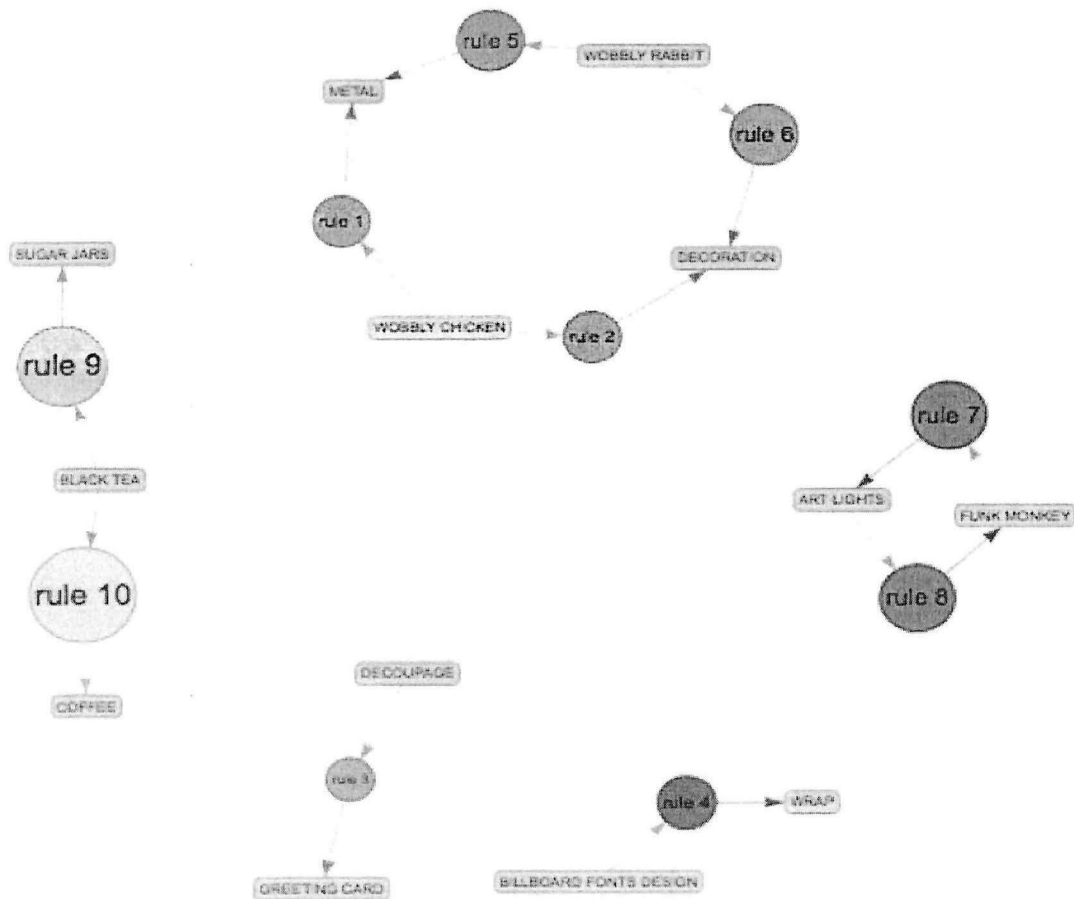 rule 5
WOBBLY RABBIT
METAL
rule 6
rule 1
SUGAR JARS
DECORATION
WOBBLY CHICKEN
rule 2
rule 9
rule 7
BLACK TEA
ART LIGHTS
FUNK MONKEY
rule 10
rule 8
DECOUPAGE
COFFEE
rule 3
rule 4
WRAP
GREETING CARD
BILLBOARD FONTS DESIGN